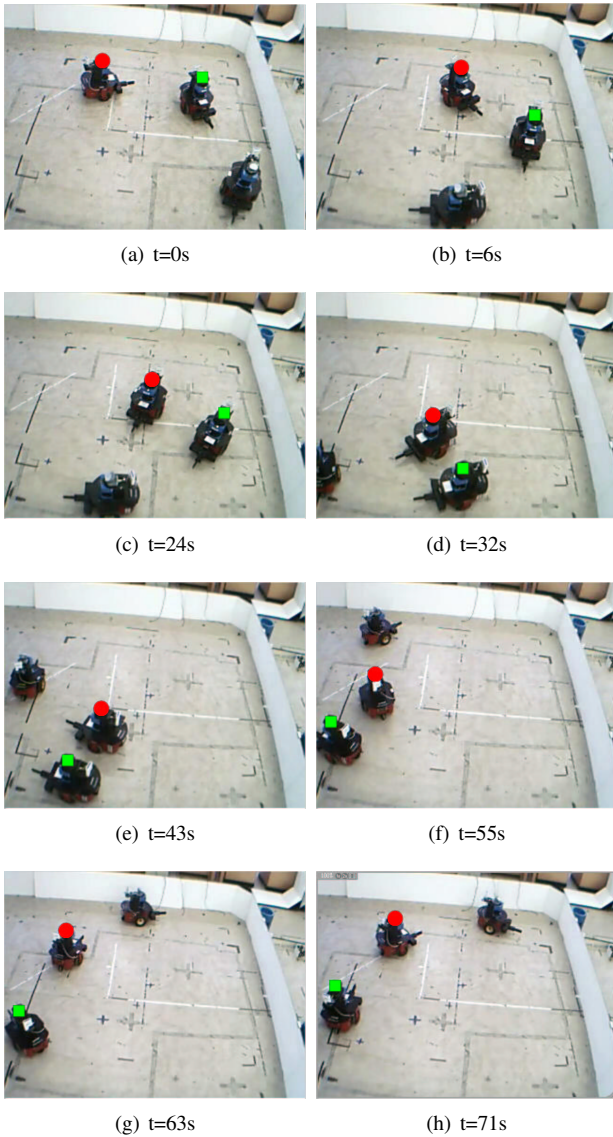 (a) t=0s
(b) t=6s
(c) t=24s
(d) t=32s
(e) t=43s
(f) t=55s
(g) t=63s
(h) t=71s